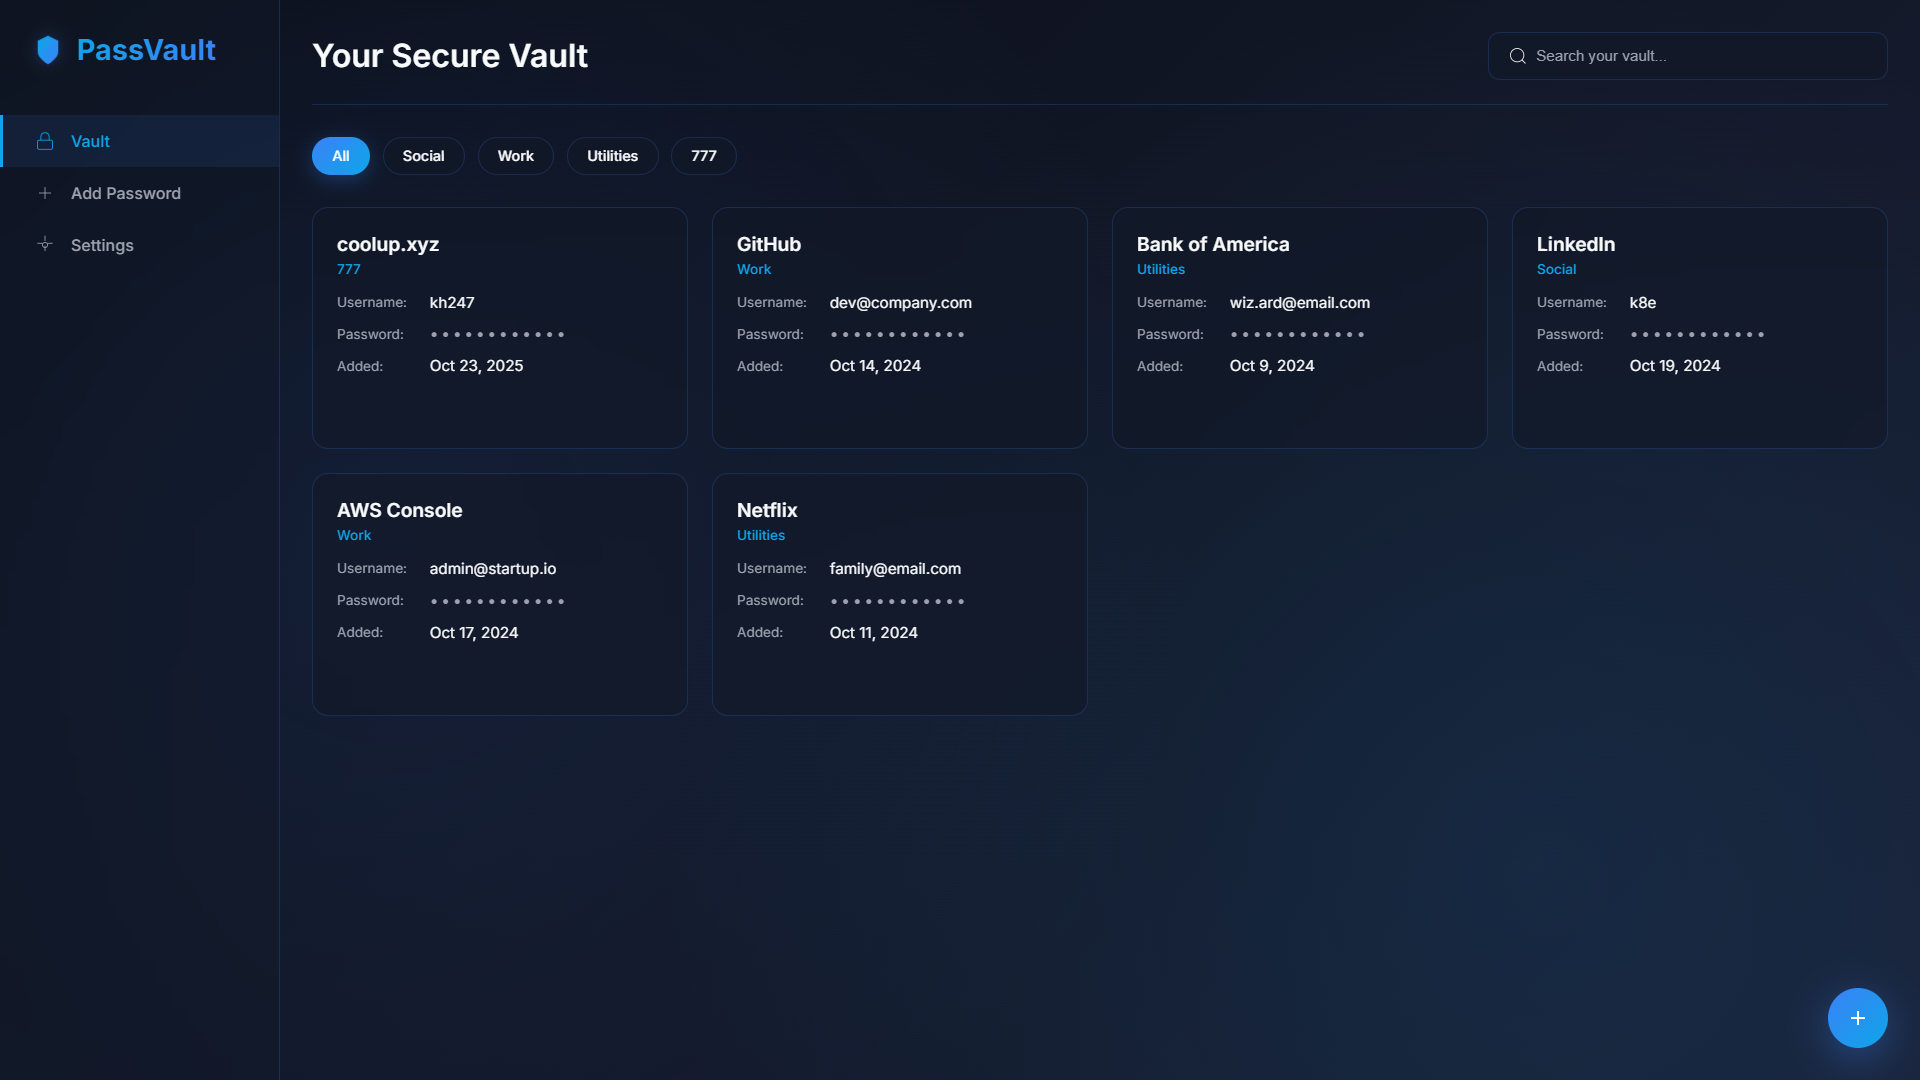 PassVault
Vault
Add Password
Settings
Your Secure Vault
Search your vault...
All
Social
Work
Utilities
777
coolup.xyz
777
Username: kh247
Password: ••••••••••••
Added: Oct 23, 2025
GitHub
Work
Username: dev@company.com
Password: ••••••••••••
Added: Oct 14, 2024
Bank of America
Utilities
Username: wiz.ard@email.com
Password: ••••••••••••
Added: Oct 9, 2024
LinkedIn
Social
Username: k8e
Password: ••••••••••••
Added: Oct 19, 2024
AWS Console
Work
Username: admin@startup.io
Password: ••••••••••••
Added: Oct 17, 2024
Netflix
Utilities
Username: family@email.com
Password: ••••••••••••
Added: Oct 11, 2024